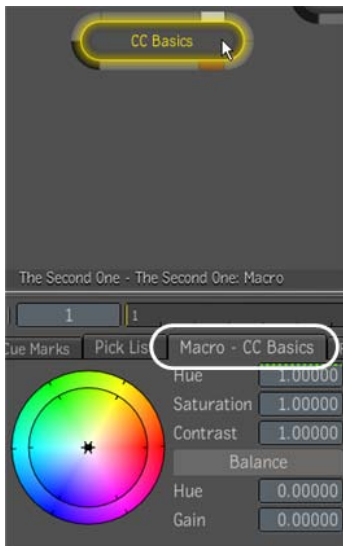 CC Basics
The Second One - The Second One: Macro
1 1
Cue Marks Pick Lis Macro - CC Basics
Hue 1.00000
Saturation 1.00000
Contrast 1.00000
Balance
Hue 0.00000
Gain 0.00000